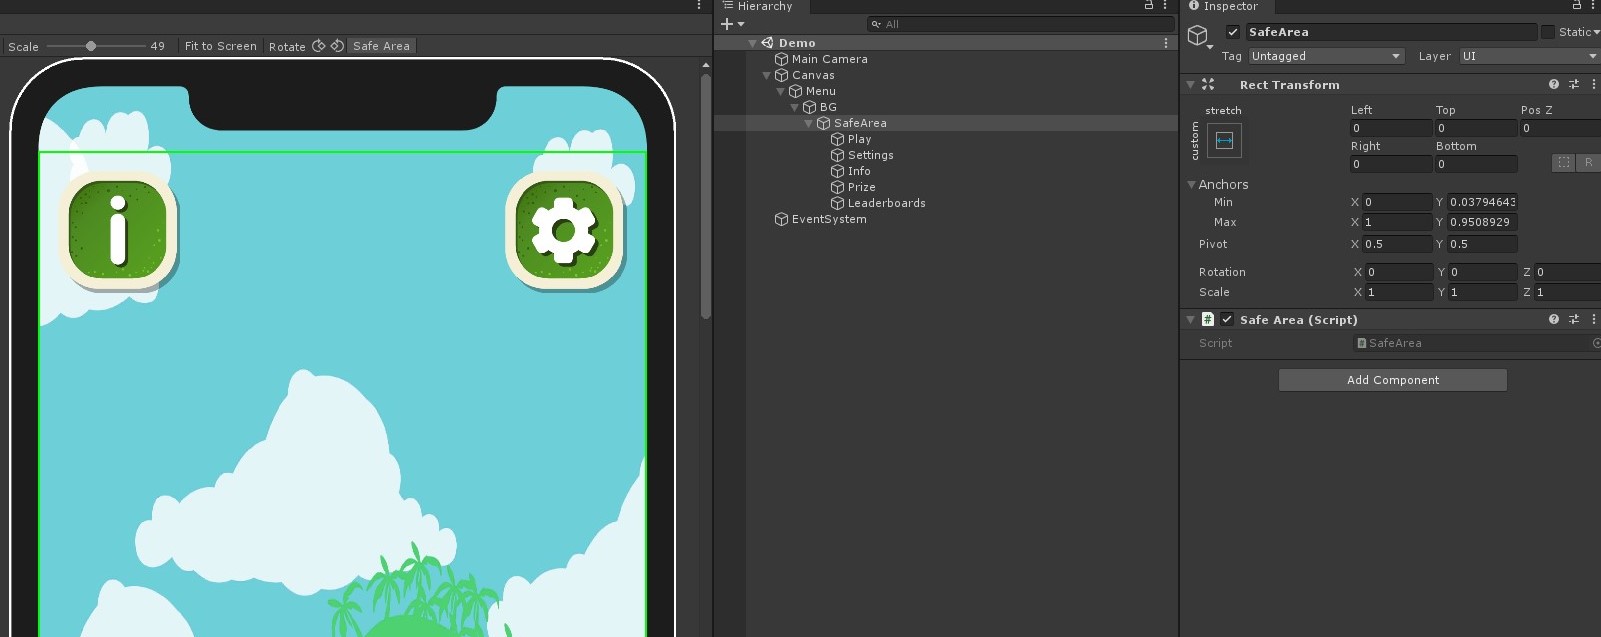 Hierarchy
Inspector
All
SafeArea
Static
Scale 49 Fit to Screen Rotate Safe Area
Demo
Tag Untagged Layer UI
Main Camera
Canvas
Menu
BG
SafeArea
Play
Settings
Info
Prize
Leaderboards
EventSystem
Rect Transform
stretch
custom
Left Top Pos Z
0 0 0
Right Bottom
0 0
R
Anchors
Min X 0 Y 0.03794643
Max X 1 Y 0.9508929
Pivot X 0.5 Y 0.5
Rotation X 0 Y 0 Z 0
Scale X 1 Y 1 Z 1
# Safe Area (Script)
Script # SafeArea
Add Component
i